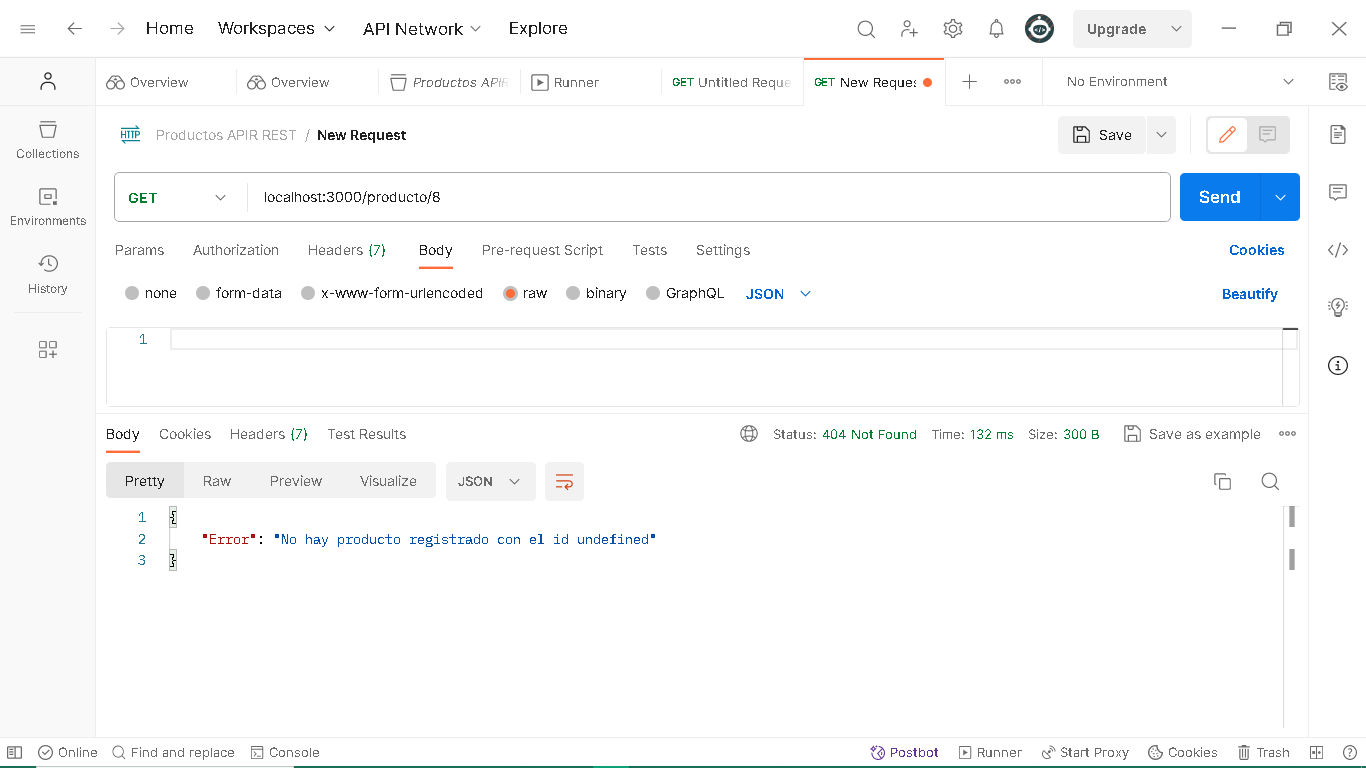 Home Workspaces API Network Explore Upgrade
Overview Overview Productos APIR Runner GET Untitled Reque GET New Reques No Environment
HTTP Productos APIR REST / New Request Save
Collections
GET localhost:3000/producto/8 Send
Environments
Params Authorization Headers (7) Body Pre-request Script Tests Settings Cookies
History
none form-data x-www-form-urlencoded raw binary GraphQL JSON Beautify
1
Body Cookies Headers (7) Test Results Status: 404 Not Found Time: 132 ms Size: 300 B Save as example
Pretty Raw Preview Visualize JSON
1 {
2 "Error": "No hay producto registrado con el id undefined"
3 }
Online Find and replace Console Postbot Runner Start Proxy Cookies Trash